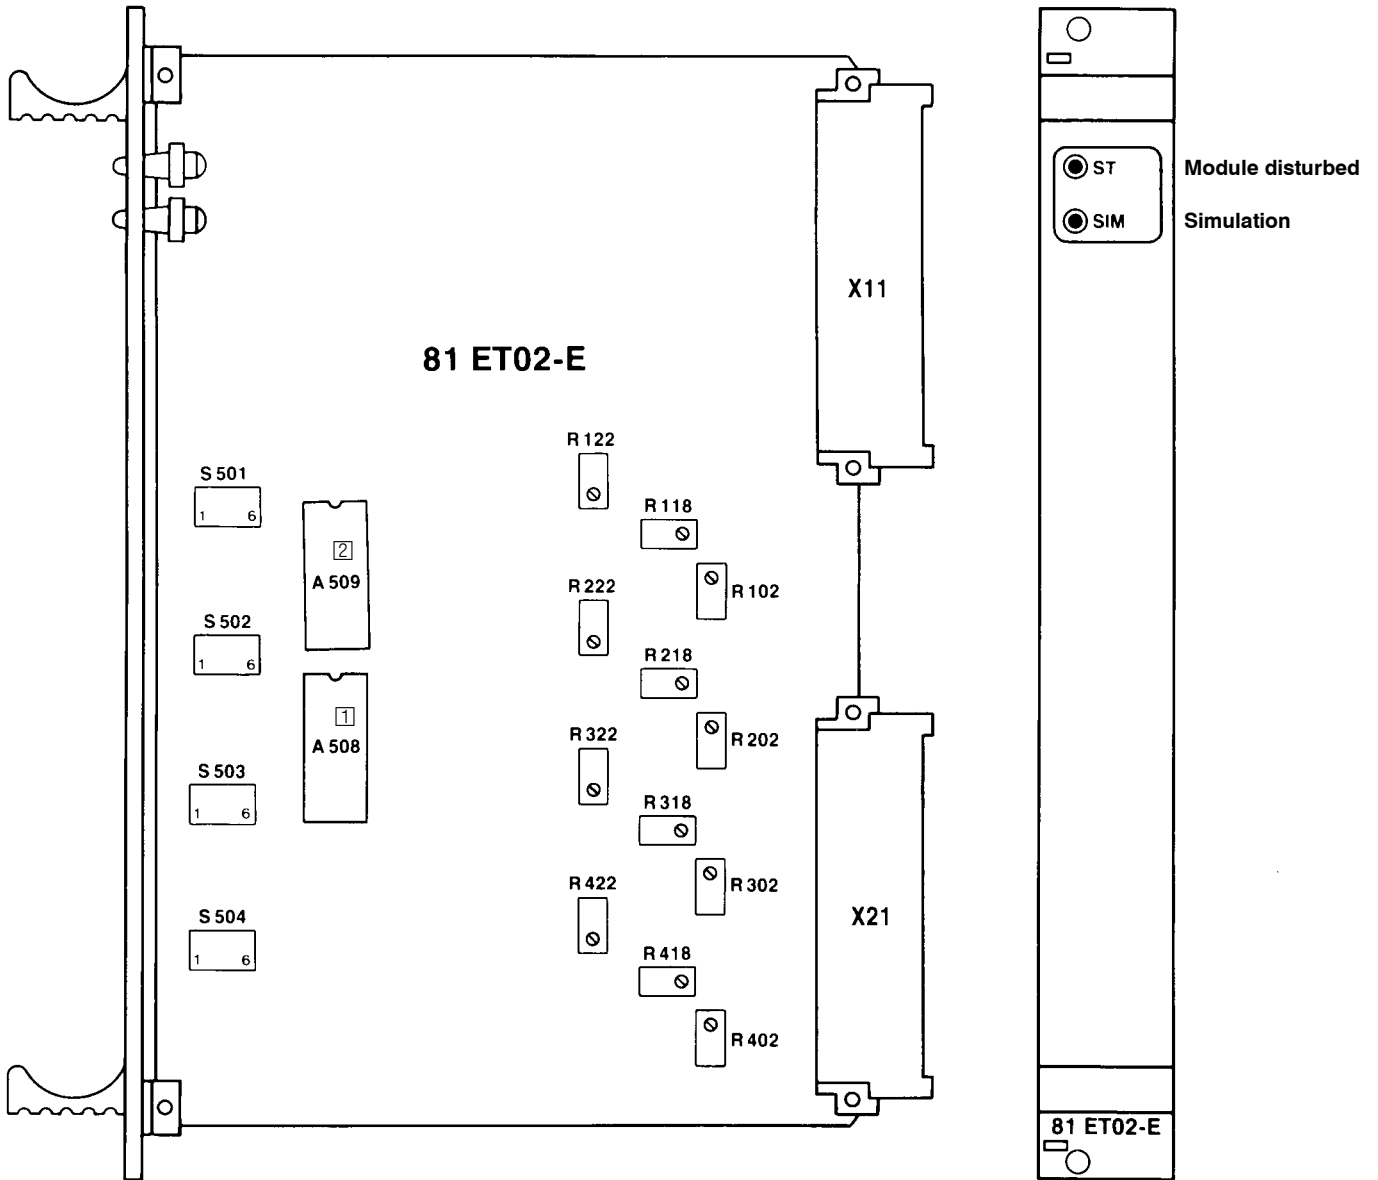 ST Module disturbed
SIM Simulation
X11
81 ET02-E
R 122
S 501
1 6
R 118
2
A 509
R 102
R 222
S 502
1 6
R 218
1
A 508
R 202
R 322
S 503
1 6
R 318
R 302
R 422
S 504
1 6
X21
R 418
R 402
81 ET02-E